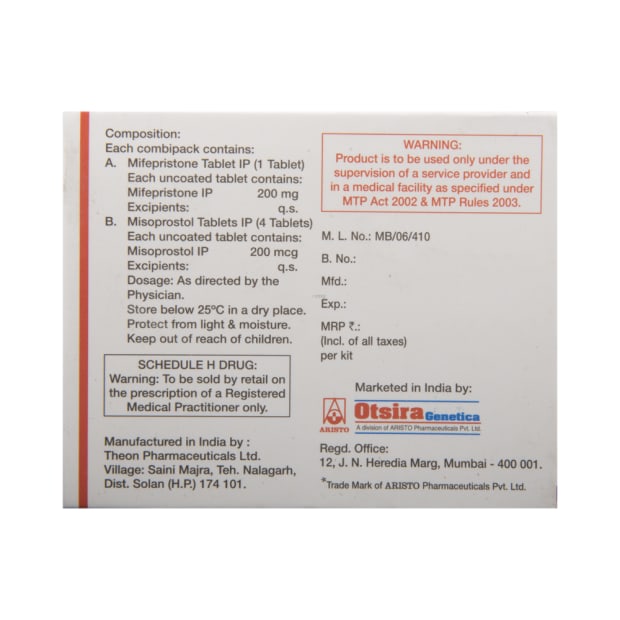 Composition:
Each combipack contains:
A. Mifepristone Tablet IP (1 Tablet)
Each uncoated tablet contains:
Mifepristone IP 200 mg
Excipients: q.s.
B. Misoprostol Tablets IP (4 Tablets)
Each uncoated tablet contains:
Misoprostol IP 200 mcg
Excipients: q.s.
Dosage: As directed by the
Physician.
Store below 25ºC in a dry place.
Protect from light & moisture.
Keep out of reach of children.
SCHEDULE H DRUG:
Warning: To be sold by retail on
the prescription of a Registered
Medical Practitioner only.
Manufactured in India by :
Theon Pharmaceuticals Ltd.
Village: Saini Majra, Teh. Nalagarh,
Dist. Solan (H.P.) 174 101.
WARNING:
Product is to be used only under the
supervision of a service provider and
in a medical facility as specified under
MTP Act 2002 & MTP Rules 2003.
M. L. No.: MB/06/410
B. No.:
Mfd.:
Exp.:
MRP ₹.:
(Incl. of all taxes)
per kit
Marketed in India by:
ARISTO
Otsira Genetica
A division of ARISTO Pharmaceuticals Pvt. Ltd.
Regd. Office:
12, J. N. Heredia Marg, Mumbai - 400 001.
*Trade Mark of ARISTO Pharmaceuticals Pvt. Ltd.